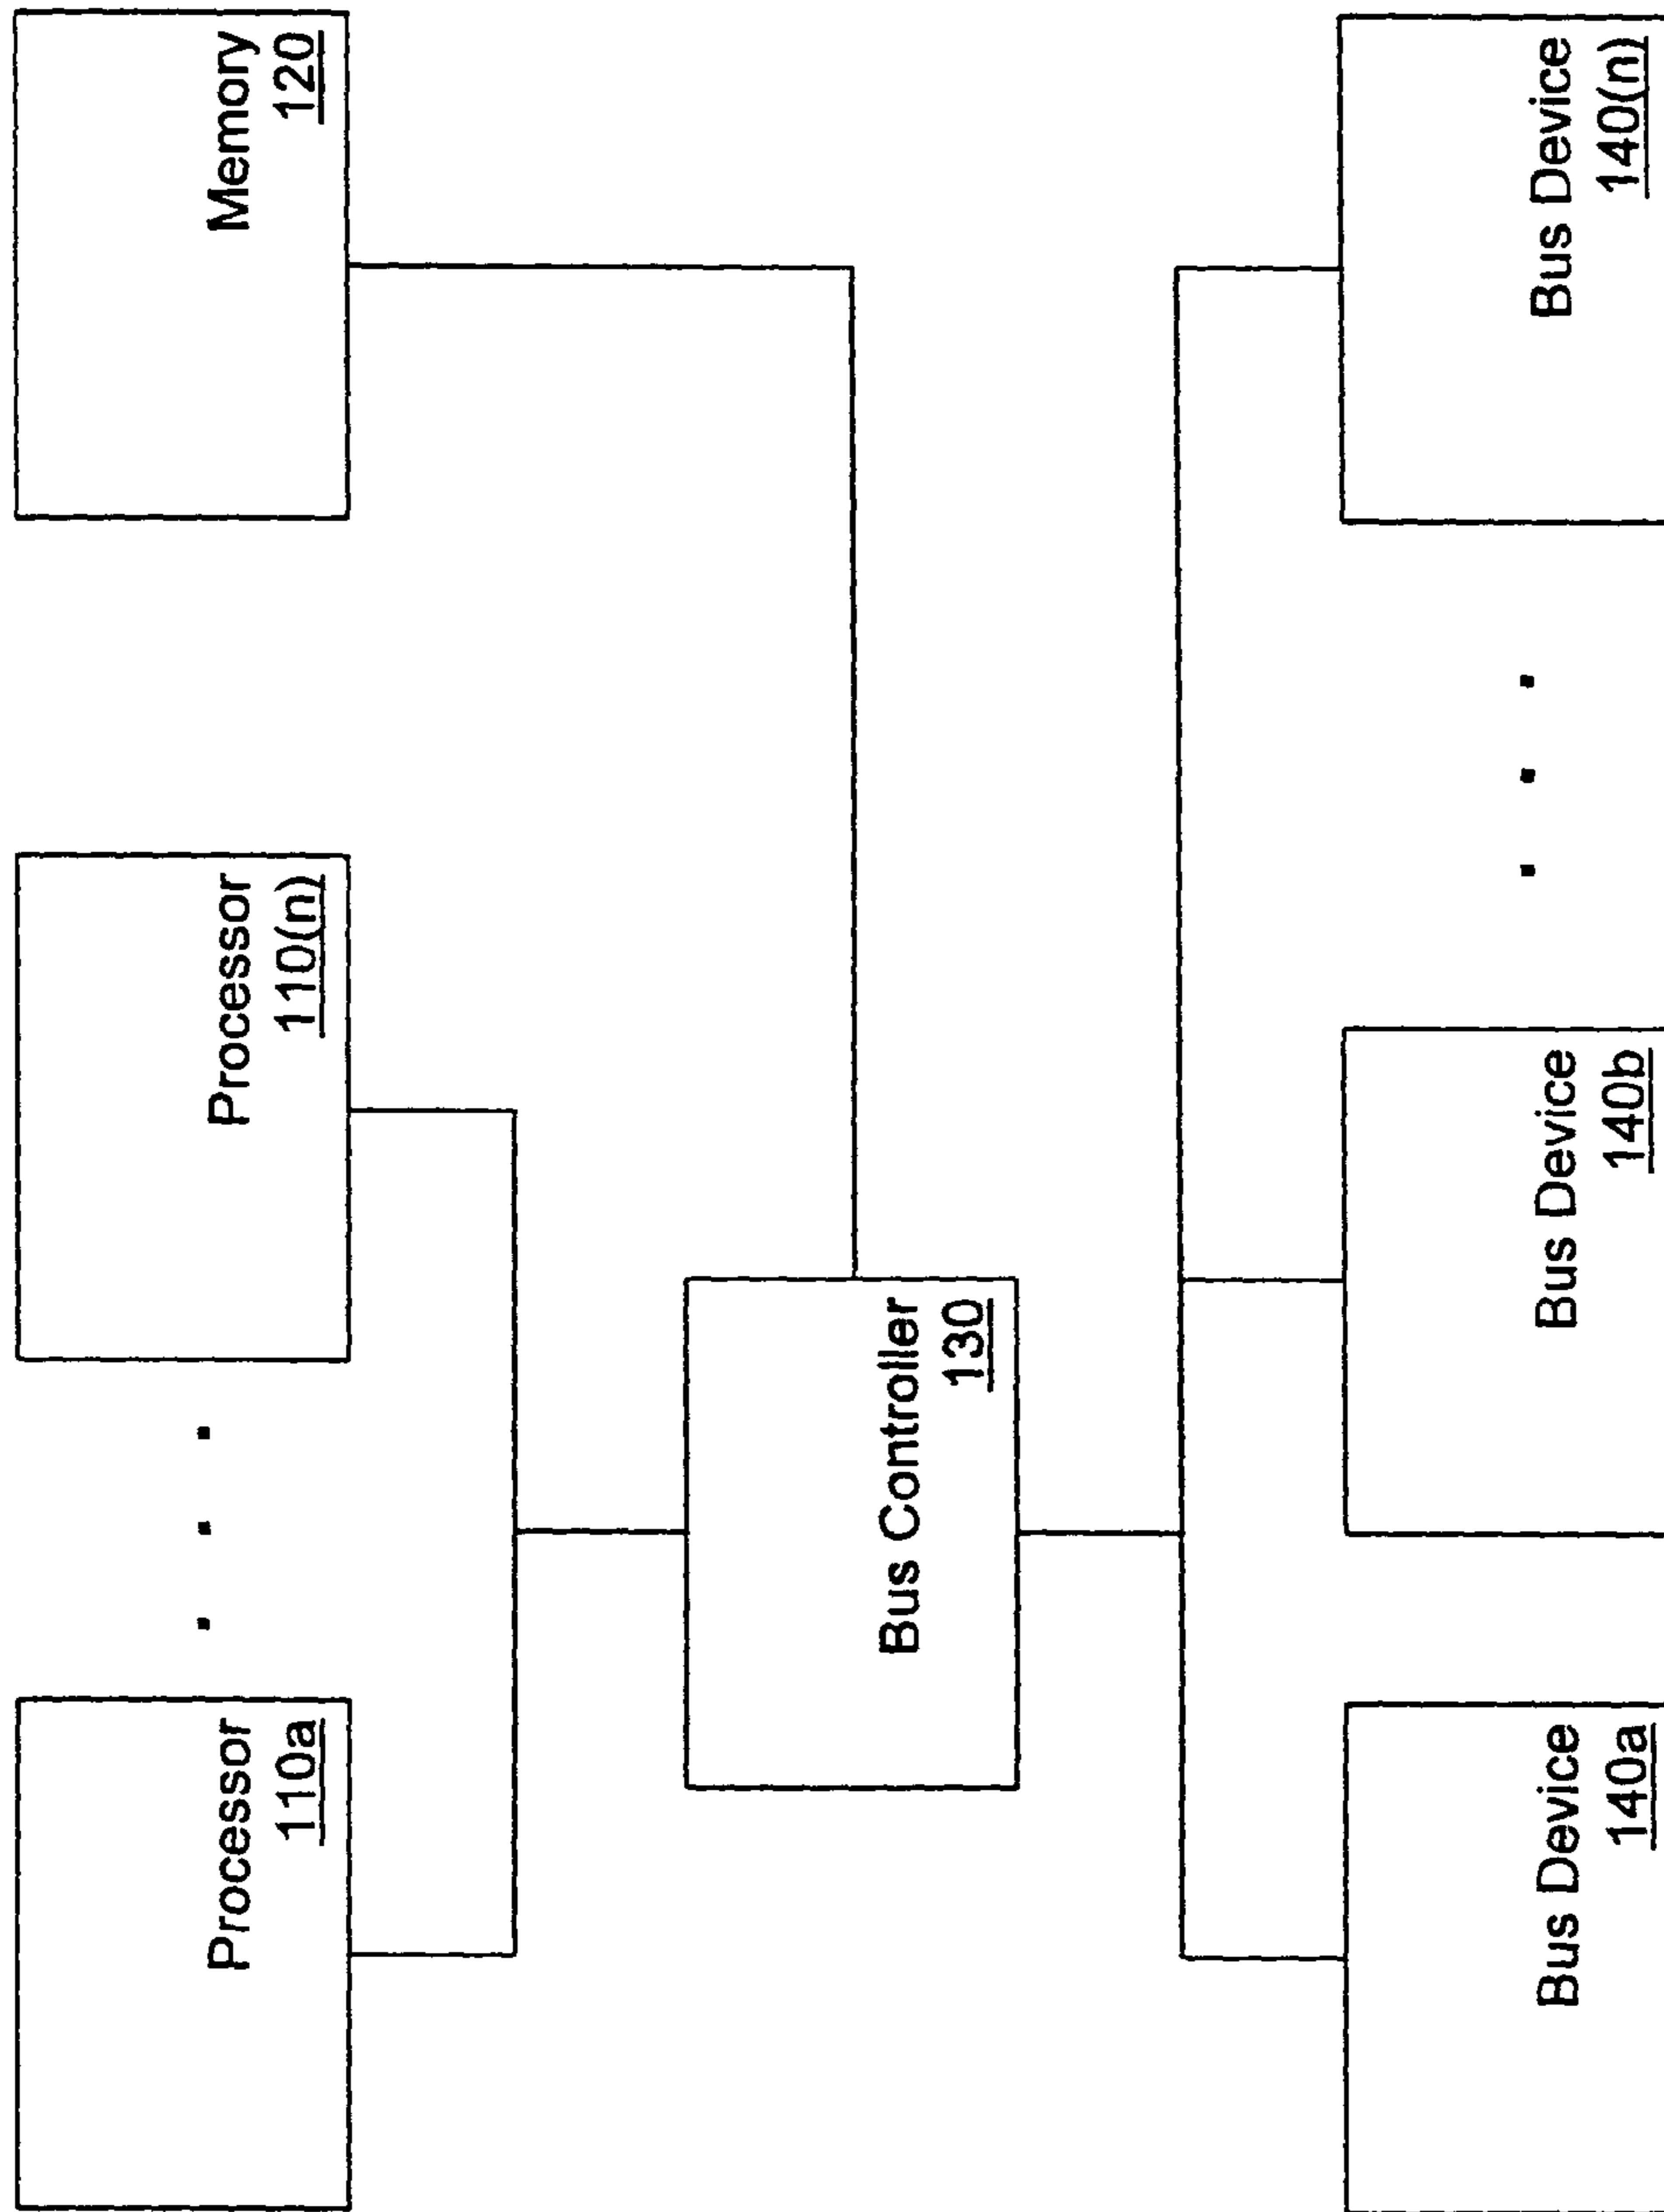 Processor
110a
Processor
110(n)
Memory
120
Bus Controller
130
Bus Device
140a
Bus Device
140b
Bus Device
140(n)